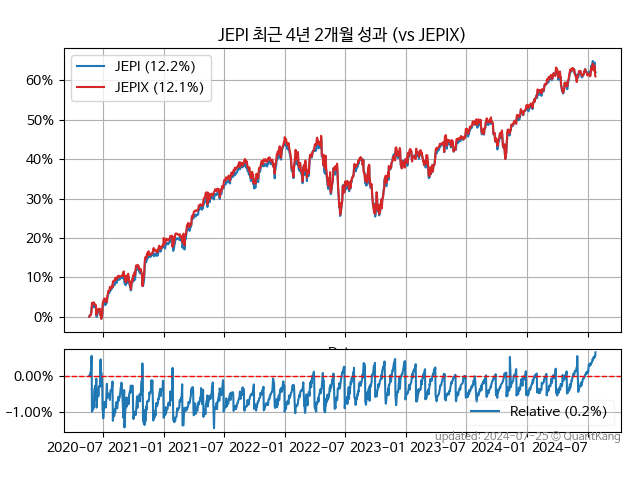 JEPI 최근 4년 2개월 성과 (vs JEPIX)
JEPI (12.2%)
JEPIX (12.1%)
60%
50%
40%
30%
20%
10%
0%
0.00%
−1.00%
Relative (0.2%)
updated: 2024-07-25 © QuantKang
2020-07 2021-01 2021-07 2022-01 2022-07 2023-01 2023-07 2024-01 2024-07